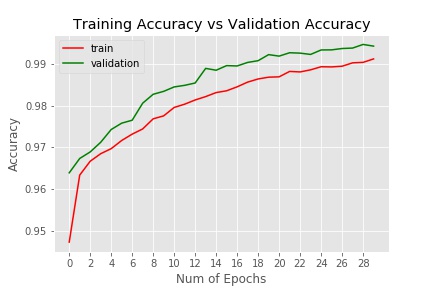 Training Accuracy vs Validation Accuracy
train
validation
0.99
0.98
0.97
0.96
0.95
Accuracy
0 2 4 6 8 10 12 14 16 18 20 22 24 26 28
Num of Epochs